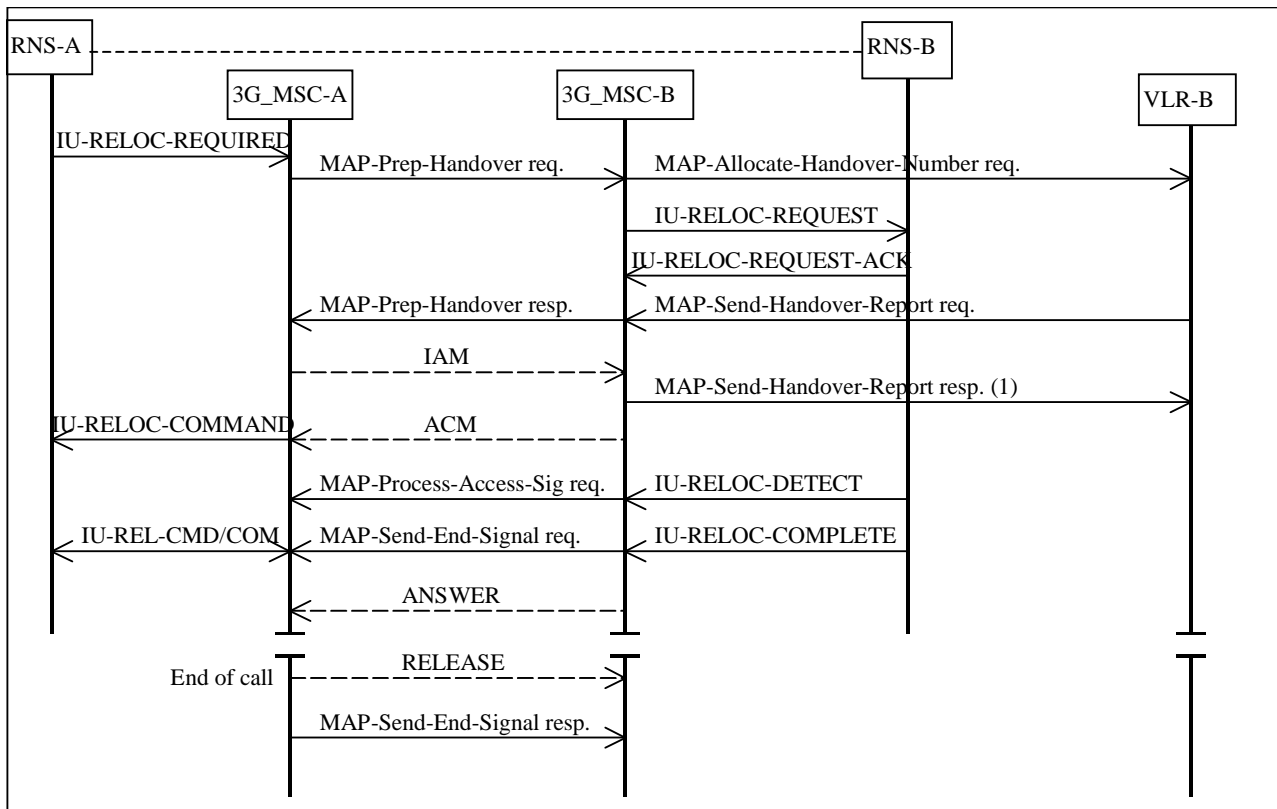 RNS-A
RNS-B
3G_MSC-A
3G_MSC-B
VLR-B
IU-RELOC-REQUIRED
MAP-Prep-Handover req.
MAP-Allocate-Handover-Number req.
IU-RELOC-REQUEST
IU-RELOC-REQUEST-ACK
MAP-Prep-Handover resp.
MAP-Send-Handover-Report req.
IAM
MAP-Send-Handover-Report resp. (1)
IU-RELOC-COMMAND
ACM
MAP-Process-Access-Sig req.
IU-RELOC-DETECT
IU-REL-CMD/COM
MAP-Send-End-Signal req.
IU-RELOC-COMPLETE
ANSWER
RELEASE
End of call
MAP-Send-End-Signal resp.